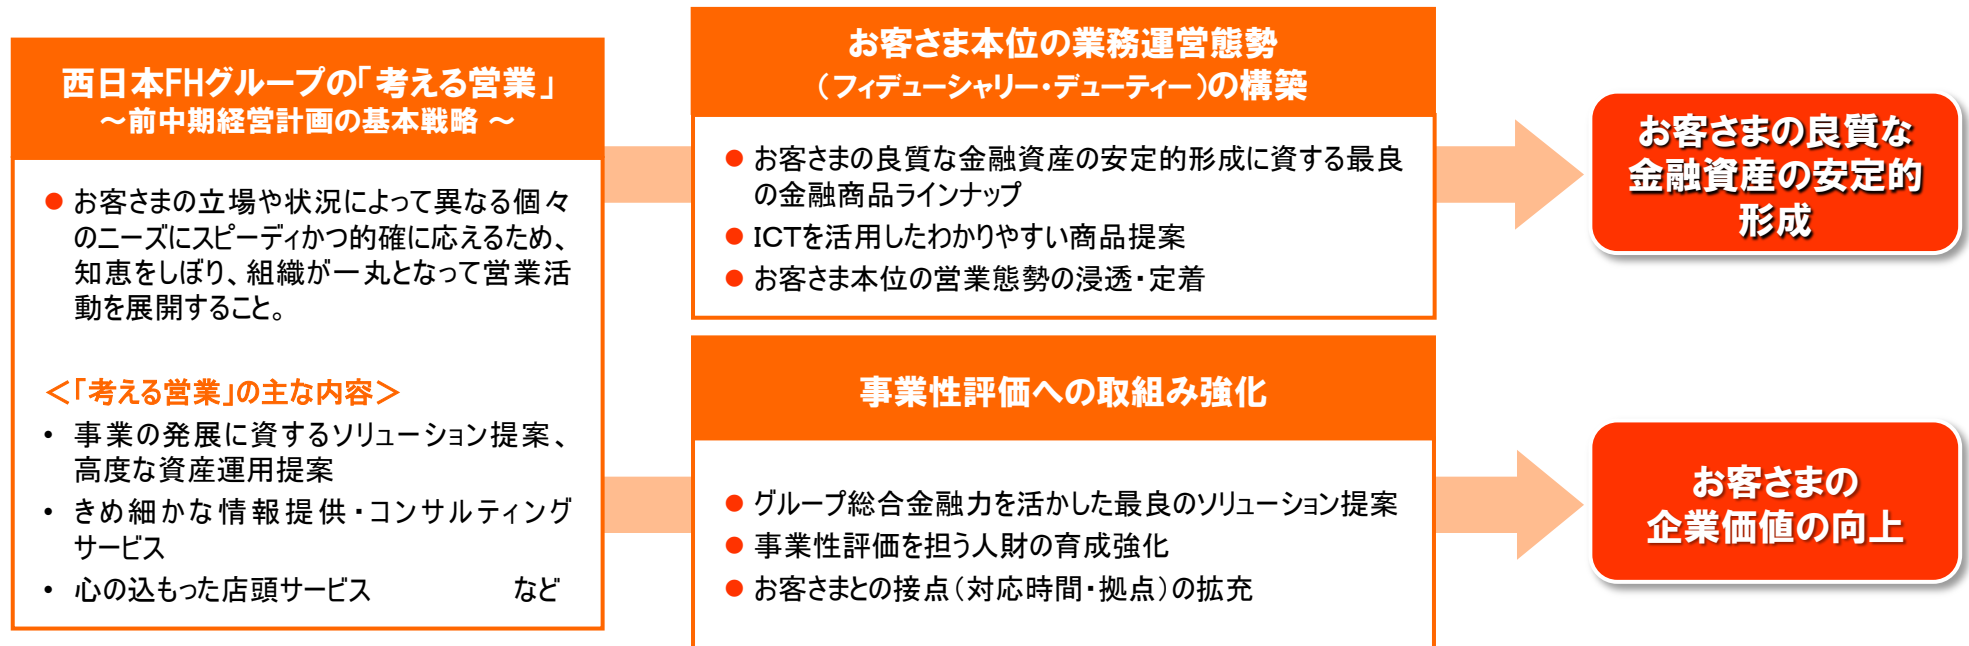 西日本FHグループの「考える営業」
～前中期経営計画の基本戦略 ～
● お客さまの立場や状況によって異なる個々
のニーズにスピーディかつ的確に応えるため、
知恵をしぼり、組織が一丸となって営業活
動を展開すること。
＜「考える営業」の主な内容＞
• 事業の発展に資するソリューション提案、
高度な資産運用提案
• きめ細かな情報提供・コンサルティング
サービス
• 心の込もった店頭サービス など
お客さま本位の業務運営態勢
（フィデューシャリー・デューティー）の構築
● お客さまの良質な金融資産の安定的形成に資する最良
の金融商品ラインナップ
● ICTを活用したわかりやすい商品提案
● お客さま本位の営業態勢の浸透・定着
お客さまの良質な
金融資産の安定的
形成
事業性評価への取組み強化
● グループ総合金融力を活かした最良のソリューション提案
● 事業性評価を担う人財の育成強化
● お客さまとの接点（対応時間・拠点）の拡充
お客さまの
企業価値の向上